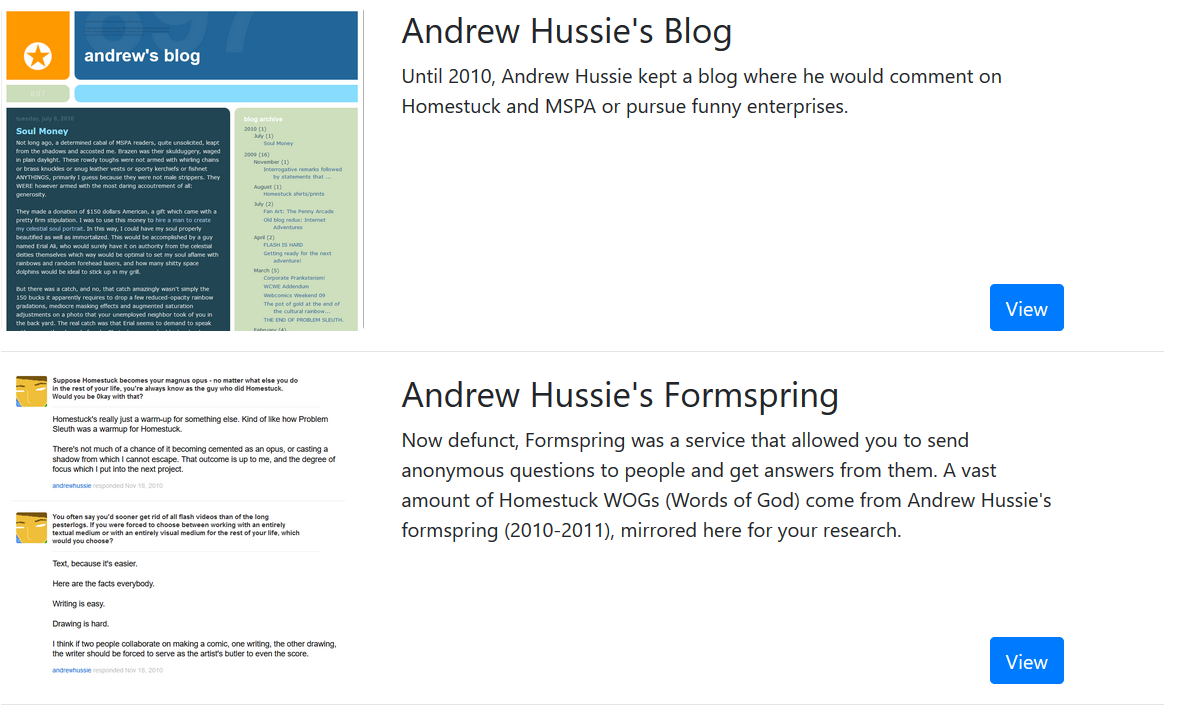 andrew's blog
tuesday, july 6, 2010
Soul Money
Not long ago, a determined cabal of MSPA readers, quite unsolicited, leapt
from the shadows and accosted me. Brazen was their skulduggery, waged
in plain daylight. These rowdy toughs were not armed with whirling chains
or brass knuckles or snug leather vests or sporty kerchiefs or fishnet
ANYTHINGS, primarily I guess because they were not male strippers. They
WERE however armed with the most daring accoutrement of all:
generosity.
They made a donation of $150 dollars American, a gift which came with a
pretty firm stipulation. I was to use this money to hire a man to create
my celestial soul portrait. In this way, I could have my soul properly
beautified as well as immortalized. This would be accomplished by a guy
named Erial Ali, who would surely have it on authority from the celestial
deities themselves which way would be optimal to set my soul aflame with
rainbows and random forehead lasers, and how many shitty space
dolphins would be ideal to stick up in my grill.
But there was a catch, and no, that catch amazingly wasn't simply the
150 bucks it apparently requires to drop a few reduced-opacity rainbow
gradations, mediocre masking effects and augmented saturation
adjustments on a photo that your unemployed neighbor took of you in
the back yard. The real catch was that Erial seems to demand to speak
blog archive
2010 (1)
July (1)
Soul Money
2009 (16)
November (1)
Interrogative remarks followed
by statements that ...
August (1)
Homestuck shirts/prints
July (2)
Fan Art: The Penny Arcade
Old blog redux: Internet
Adventures
April (2)
FLASH IS HARD
Getting ready for the next
adventure!
March (5)
Corporate Pranksterism!
WCWE Addendum
Webcomics Weekend 09
The pot of gold at the end of
the cultural rainbow...
THE END OF PROBLEM SLEUTH.
February (4)
Andrew Hussie's Blog
Until 2010, Andrew Hussie kept a blog where he would comment on
Homestuck and MSPA or pursue funny enterprises.
View
Suppose Homestuck becomes your magnus opus - no matter what else you do
in the rest of your life, you're always know as the guy who did Homestuck.
Would you be 0kay with that?
Homestuck's really just a warm-up for something else. Kind of like how Problem
Sleuth was a warmup for Homestuck.
There's not much of a chance of it becoming cemented as an opus, or casting a
shadow from which I cannot escape. That outcome is up to me, and the degree of
focus which I put into the next project.
andrewhussie responded Nov 18, 2010
You often say you'd sooner get rid of all flash videos than of the long
pesterlogs. If you were forced to choose between working with an entirely
textual medium or with an entirely visual medium for the rest of your life, which
would you choose?
Text, because it's easier.
Here are the facts everybody.
Writing is easy.
Drawing is hard.
I think if two people collaborate on making a comic, one writing, the other drawing,
the writer should be forced to serve as the artist's butler to even the score.
andrewhussie responded Nov 18, 2010
Andrew Hussie's Formspring
Now defunct, Formspring was a service that allowed you to send
anonymous questions to people and get answers from them. A vast
amount of Homestuck WOGs (Words of God) come from Andrew Hussie's
formspring (2010-2011), mirrored here for your research.
View